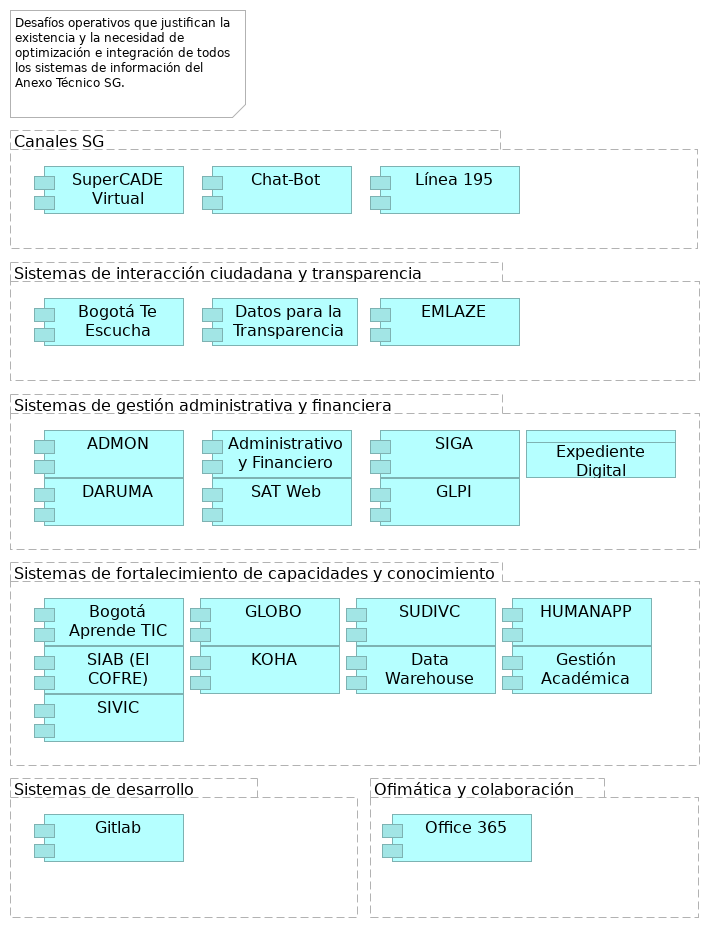 Desafíos operativos que justifican la
existencia y la necesidad de
optimización e integración de todos
los sistemas de información del
Anexo Técnico SG.
Canales SG
SuperCADE
Virtual
Chat-Bot
Línea 195
Sistemas de interacción ciudadana y transparencia
Bogotá Te
Escucha
Datos para la
Transparencia
EMLAZE
Sistemas de gestión administrativa y financiera
ADMON
Administrativo
y Financiero
SIGA
Expediente
Digital
DARUMA
SAT Web
GLPI
Sistemas de fortalecimiento de capacidades y conocimiento
Bogotá
Aprende TIC
GLOBO
SUDIVC
HUMANAPP
SIAB (El
COFRE)
KOHA
Data
Warehouse
Gestión
Académica
SIVIC
Sistemas de desarrollo
Gitlab
Ofimática y colaboración
Office 365